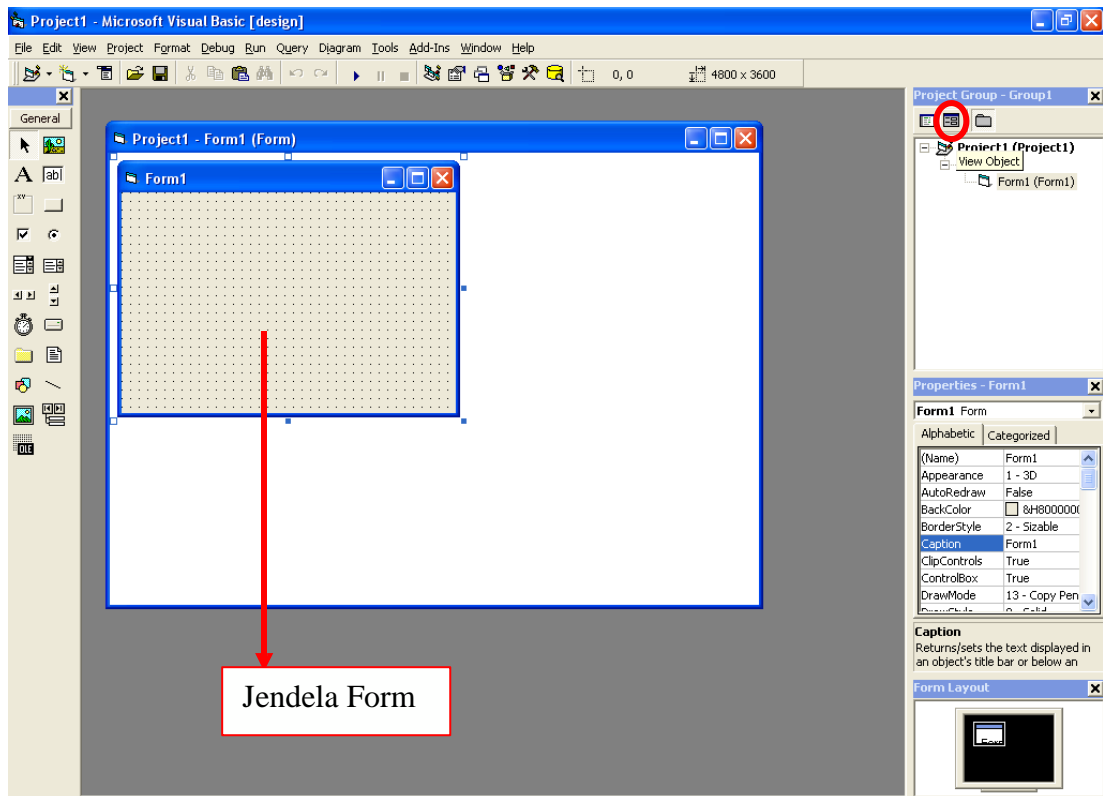 Project1 - Microsoft Visual Basic [design]
File Edit View Project Format Debug Run Query Diagram Tools Add-Ins Window Help
0, 0 4800 x 3600
General
A ab
XY
OLE
Project1 - Form1 (Form)
Form1
Jendela Form
Project Group - Group1
Project1 (Project1)
View Object
Form1 (Form1)
Properties - Form1
Form1 Form
Alphabetic Categorized
(Name) Form1
Appearance 1 - 3D
AutoRedraw False
BackColor &H8000000
BorderStyle 2 - Sizable
Caption Form1
ClipControls True
ControlBox True
DrawMode 13 - Copy Pen
Caption
Returns/sets the text displayed in
an object's title bar or below an
Form Layout